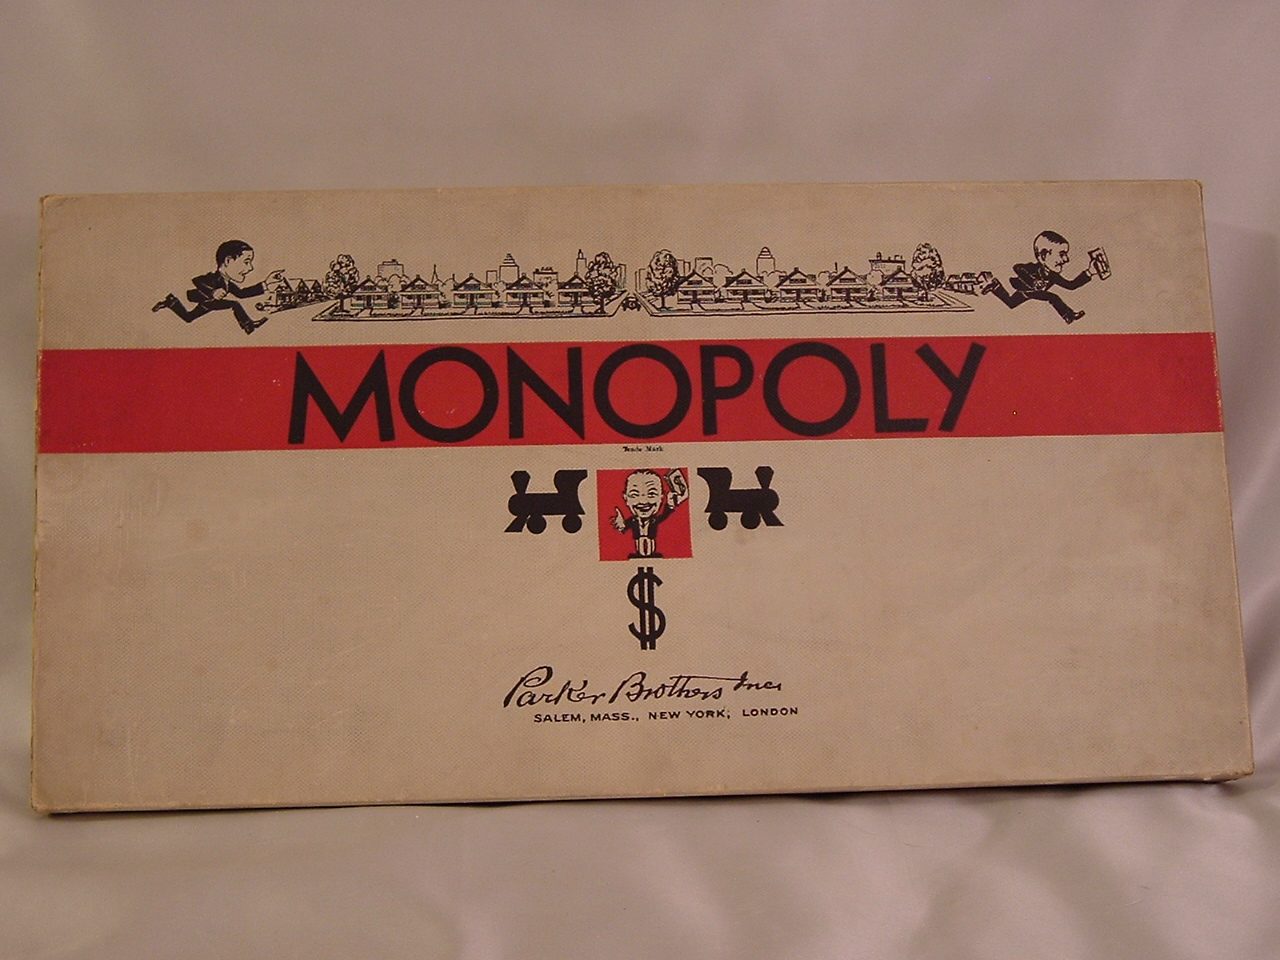 MONOPOLY
Trade Mark
$
Parker Brothers Inc.
SALEM, MASS., NEW YORK, LONDON